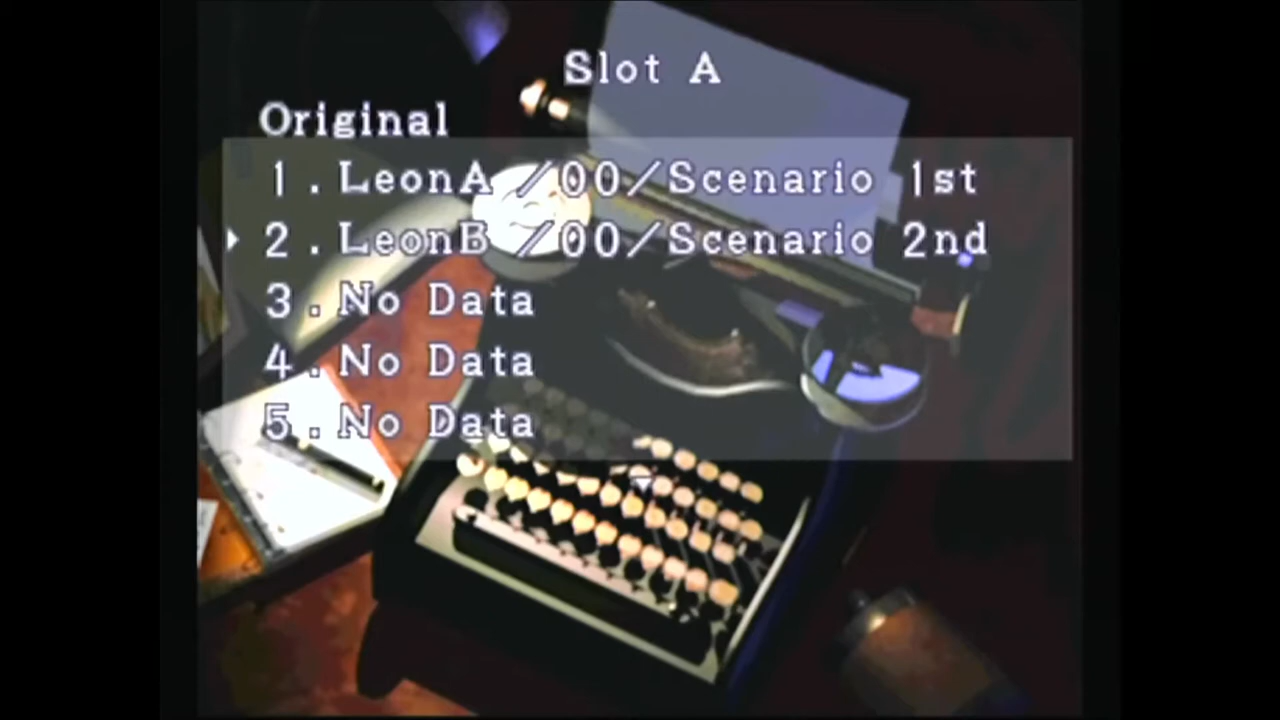 Slot A
Original
1.LeonA /00/Scenario 1st
2.LeonB /00/Scenario 2nd
3.No Data
4.No Data
5.No Data